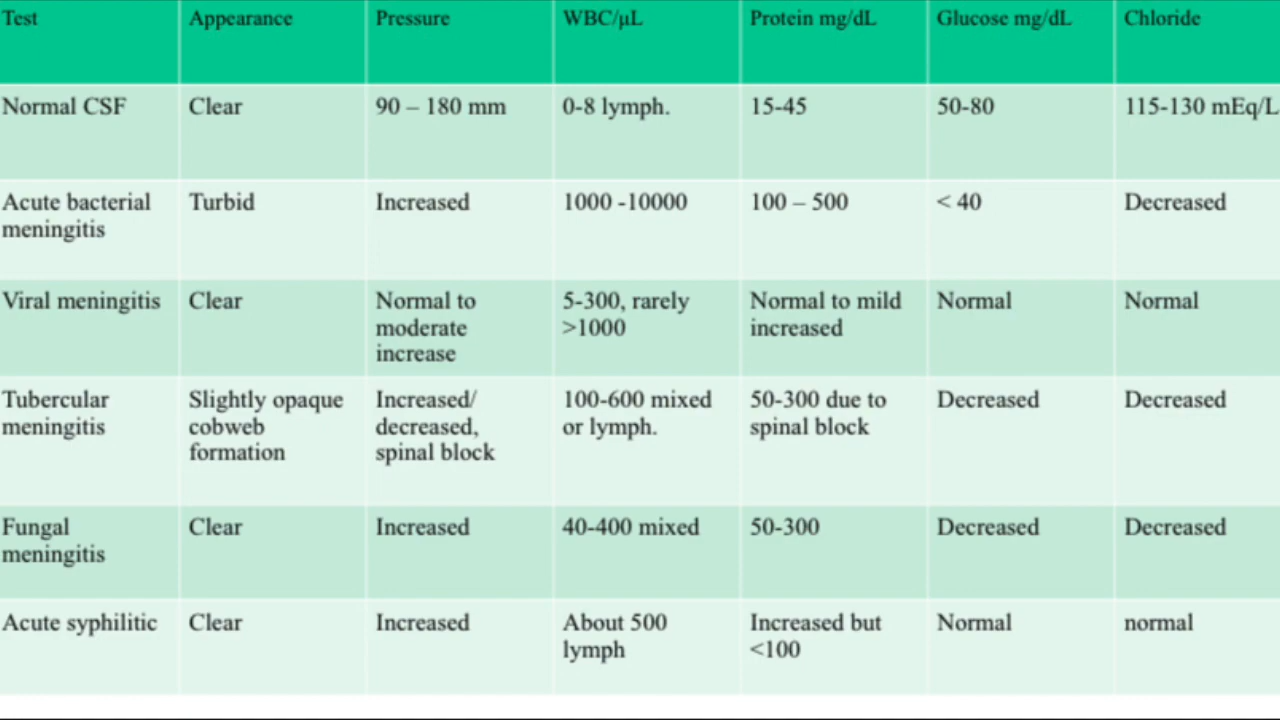 Test Appearance Pressure WBC/μL Protein mg/dL Glucose mg/dL Chloride
Normal CSF Clear 90 – 180 mm 0-8 lymph. 15-45 50-80 115-130 mEq/L
Acute bacterial Turbid Increased 1000 -10000 100 – 500 < 40 Decreased
meningitis
Viral meningitis Clear Normal to 5-300, rarely Normal to mild Normal Normal
moderate >1000 increased
increase
Tubercular Slightly opaque Increased/ 100-600 mixed 50-300 due to Decreased Decreased
meningitis cobweb decreased, or lymph. spinal block
formation spinal block
Fungal Clear Increased 40-400 mixed 50-300 Decreased Decreased
meningitis
Acute syphilitic Clear Increased About 500 Increased but Normal normal
lymph <100